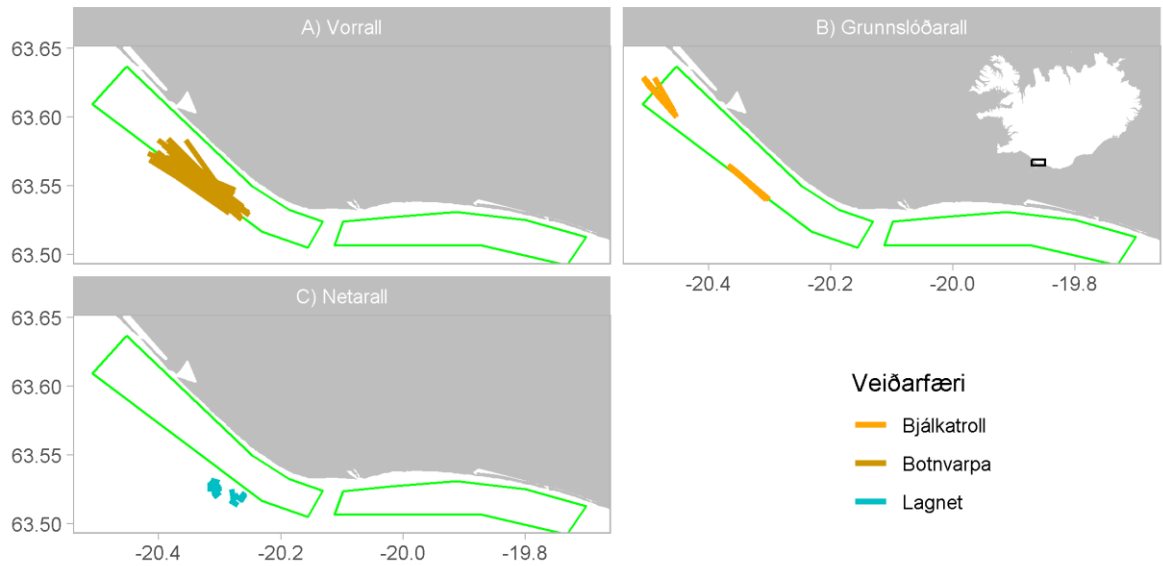 A) Vorrall
B) Grunnslóðarall
63.65
63.60
63.55
63.50
-20.4
-20.2
-20.0
-19.8
C) Netarall
63.65
63.60
63.55
63.50
-20.4
-20.2
-20.0
-19.8
Veiðarfæri
Bjálkatroll
Botnvarpa
Lagnet